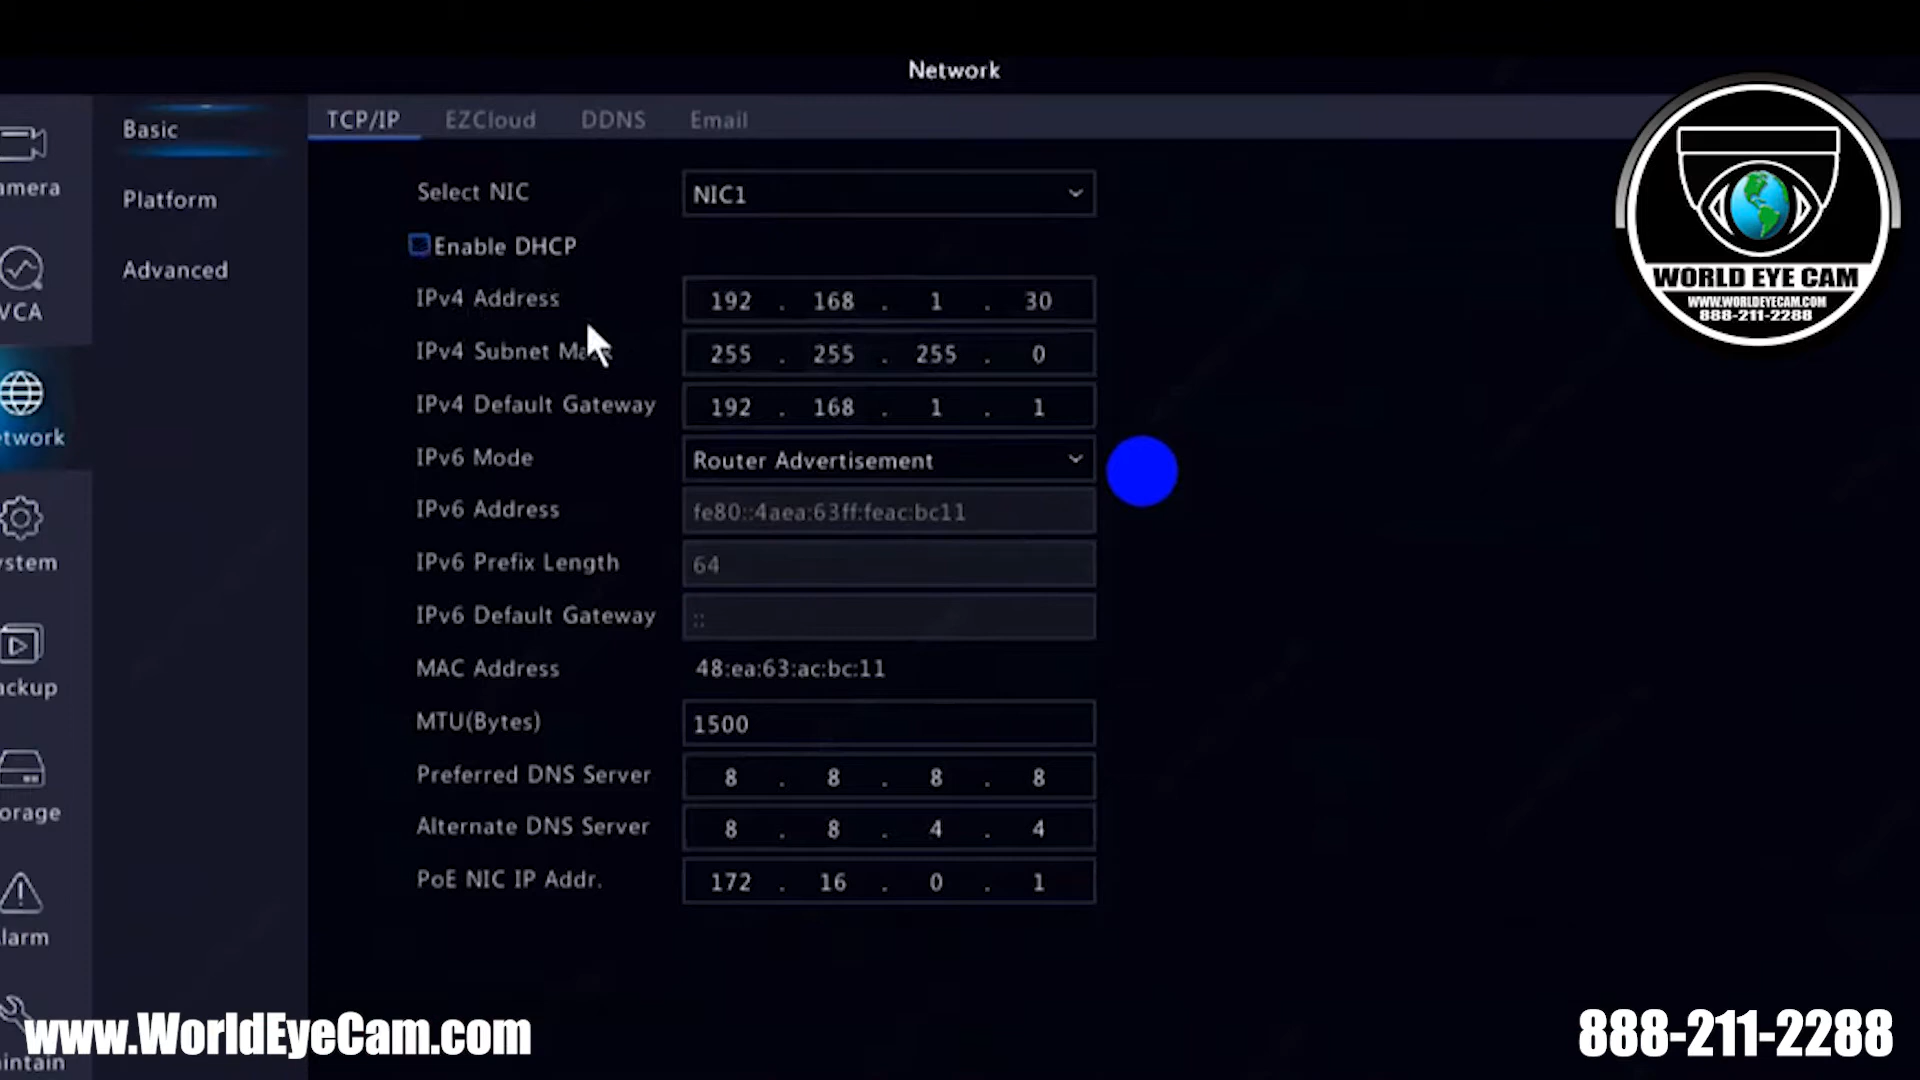 Network
TCP/IP EZCloud DDNS Email
Basic
Platform
Advanced
amera
VCA
etwork
ystem
ackup
orage
larm
intain
Select NIC NIC1
Enable DHCP
IPv4 Address 192 . 168 . 1 . 30
IPv4 Subnet Mask 255 . 255 . 255 . 0
IPv4 Default Gateway 192 . 168 . 1 . 1
IPv6 Mode Router Advertisement
IPv6 Address fe80::4aea:63ff:feac:bc11
IPv6 Prefix Length 64
IPv6 Default Gateway ::
MAC Address 48:ea:63:ac:bc:11
MTU(Bytes) 1500
Preferred DNS Server 8 . 8 . 8 . 8
Alternate DNS Server 8 . 8 . 4 . 4
PoE NIC IP Addr. 172 . 16 . 0 . 1
WORLD EYE CAM
WWW.WORLDEYECAM.COM
888-211-2288
www.WorldEyeCam.com
888-211-2288